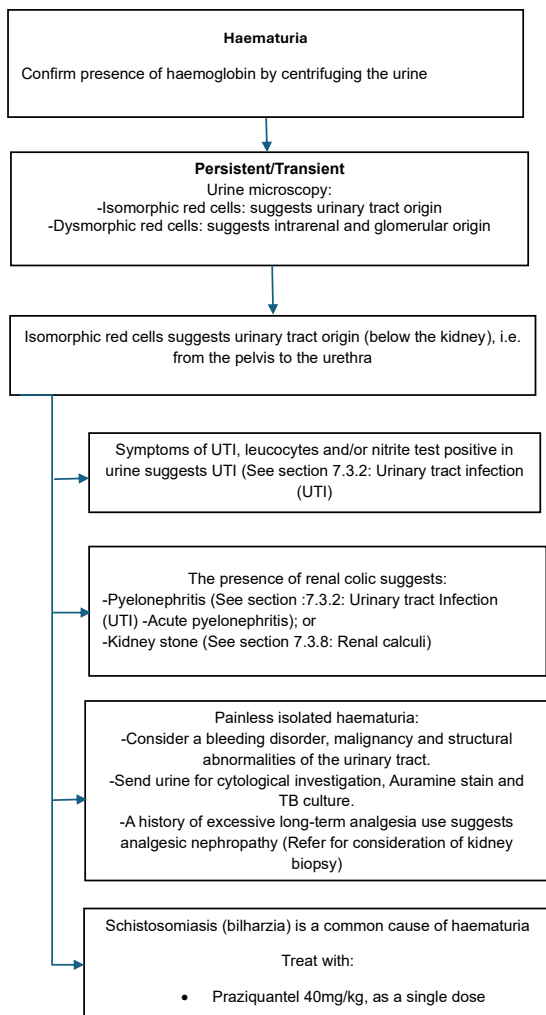 Haematuria
Confirm presence of haemoglobin by centrifuging the urine
Persistent/Transient
Urine microscopy:
-Isomorphic red cells: suggests urinary tract origin
-Dysmorphic red cells: suggests intrarenal and glomerular origin
Isomorphic red cells suggests urinary tract origin (below the kidney), i.e.
from the pelvis to the urethra
Symptoms of UTI, leucocytes and/or nitrite test positive in
urine suggests UTI (See section 7.3.2: Urinary tract infection
(UTI)
The presence of renal colic suggests:
-Pyelonephritis (See section :7.3.2: Urinary tract Infection
(UTI) -Acute pyelonephritis); or
-Kidney stone (See section 7.3.8: Renal calculi)
Painless isolated haematuria:
-Consider a bleeding disorder, malignancy and structural
abnormalities of the urinary tract.
-Send urine for cytological investigation, Auramine stain and
TB culture.
-A history of excessive long-term analgesia use suggests
analgesic nephropathy (Refer for consideration of kidney
biopsy)
Schistosomiasis (bilharzia) is a common cause of haematuria
Treat with:
• Praziquantel 40mg/kg, as a single dose